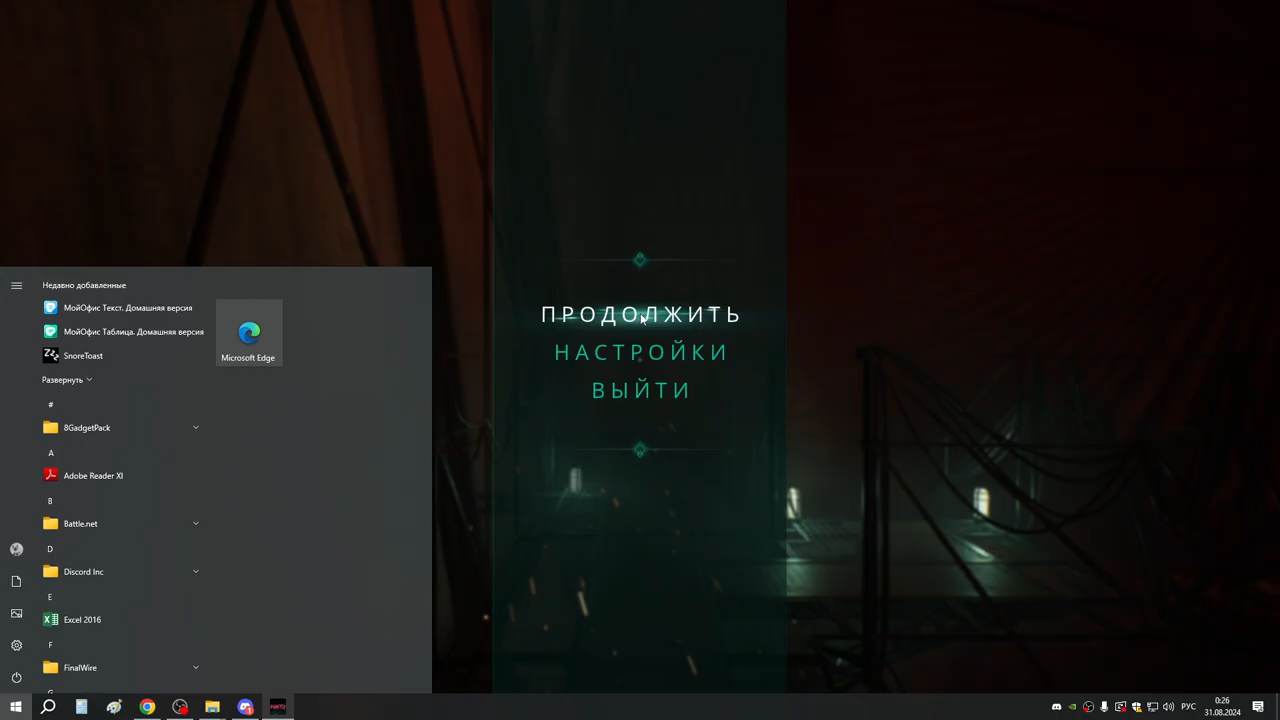 Недавно добавленные
МойОфис Текст. Домашняя версия
МойОфис Таблица. Домашняя версия
SnoreToast
Развернуть
#
8GadgetPack
A
Adobe Reader XI
B
Battle.net
D
Discord Inc
E
Excel 2016
F
FinalWire
G
Microsoft Edge
ПРОДОЛЖИТЬ
НАСТРОЙКИ
ВЫЙТИ
РУС
0:26
31.08.2024